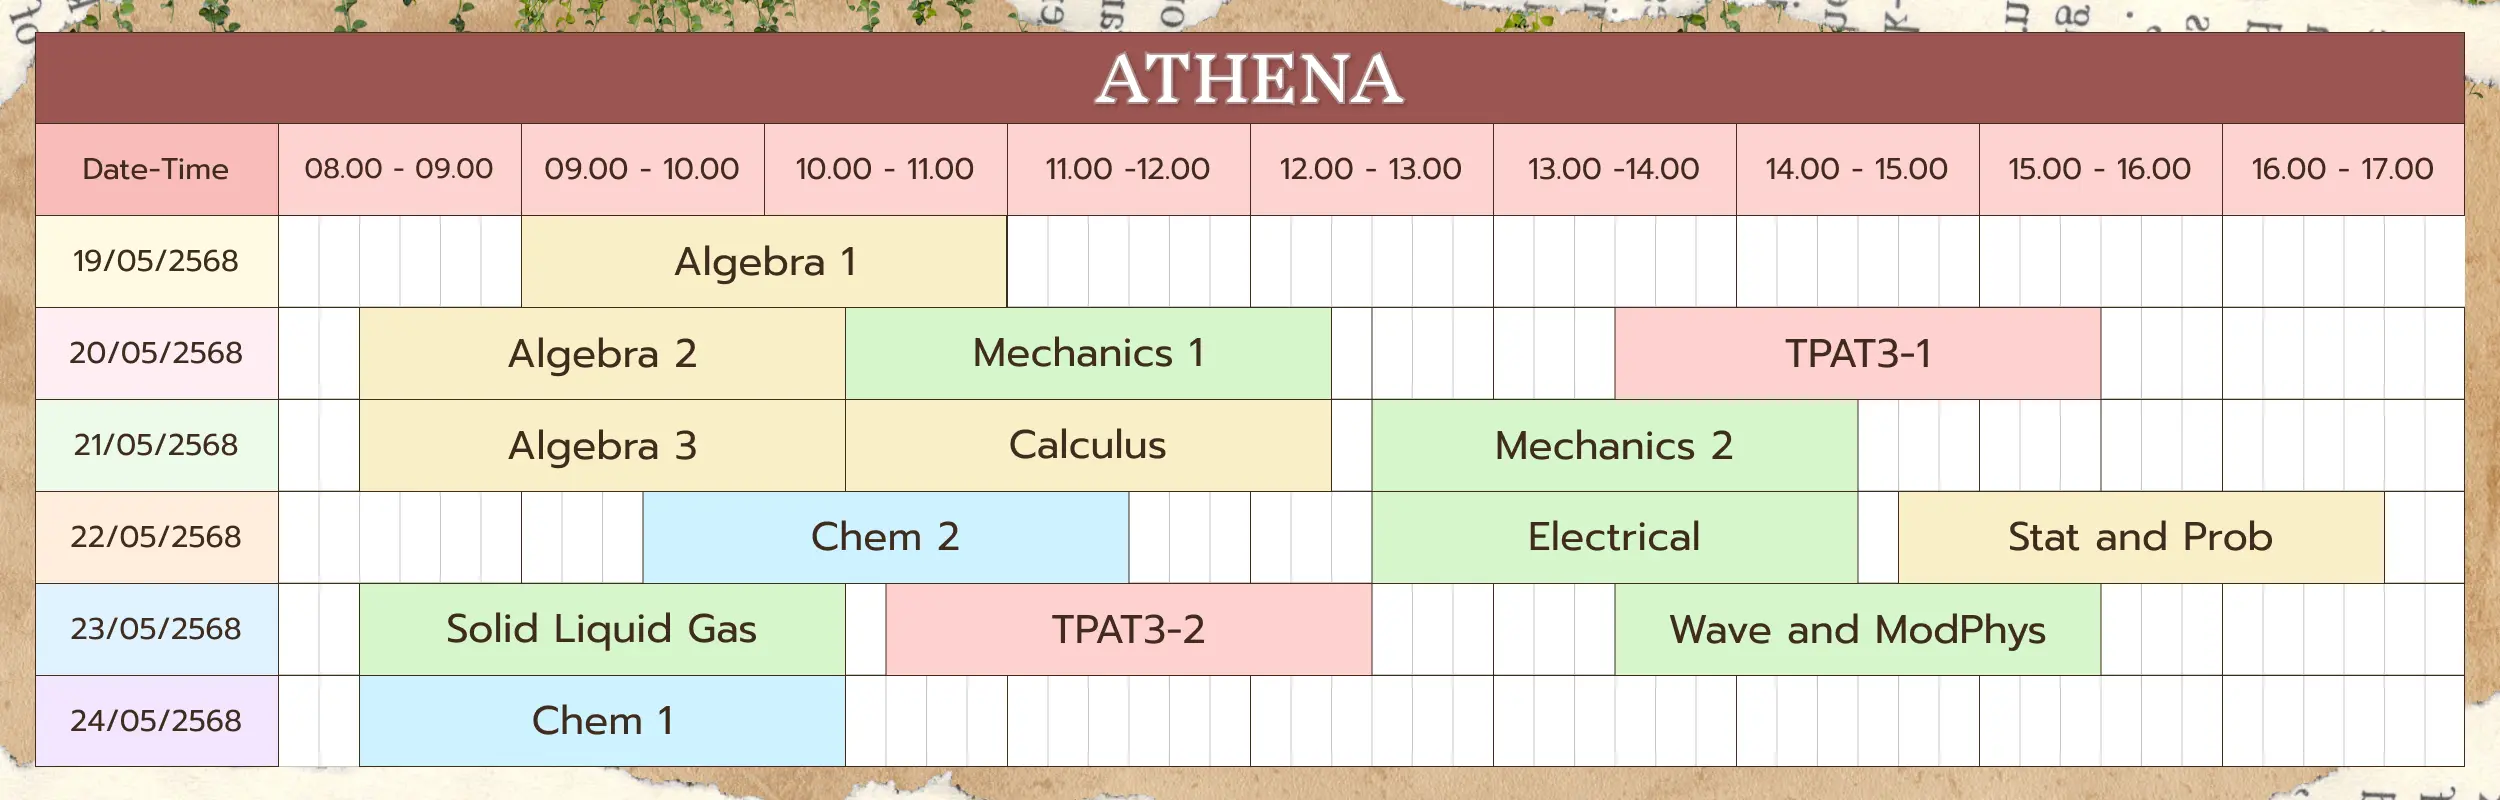 ATHENA
Date-Time 08.00 - 09.00 09.00 - 10.00 10.00 - 11.00 11.00 -12.00 12.00 - 13.00 13.00 -14.00 14.00 - 15.00 15.00 - 16.00 16.00 - 17.00
19/05/2568 Algebra 1
20/05/2568 Algebra 2 Mechanics 1 TPAT3-1
21/05/2568 Algebra 3 Calculus Mechanics 2
22/05/2568 Chem 2 Electrical Stat and Prob
23/05/2568 Solid Liquid Gas TPAT3-2 Wave and ModPhys
24/05/2568 Chem 1